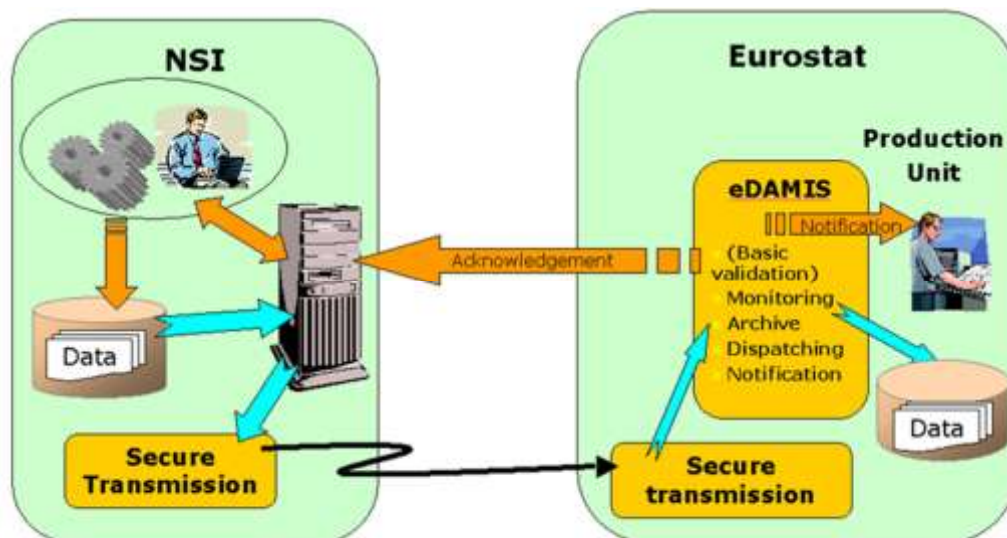 NSI
Data
Secure
Transmission
Acknowledgement
Eurostat
Production
Unit
eDAMIS
Notification
(Basic
validation)
Monitoring
Archive
Dispatching
Notification
Data
Secure
transmission